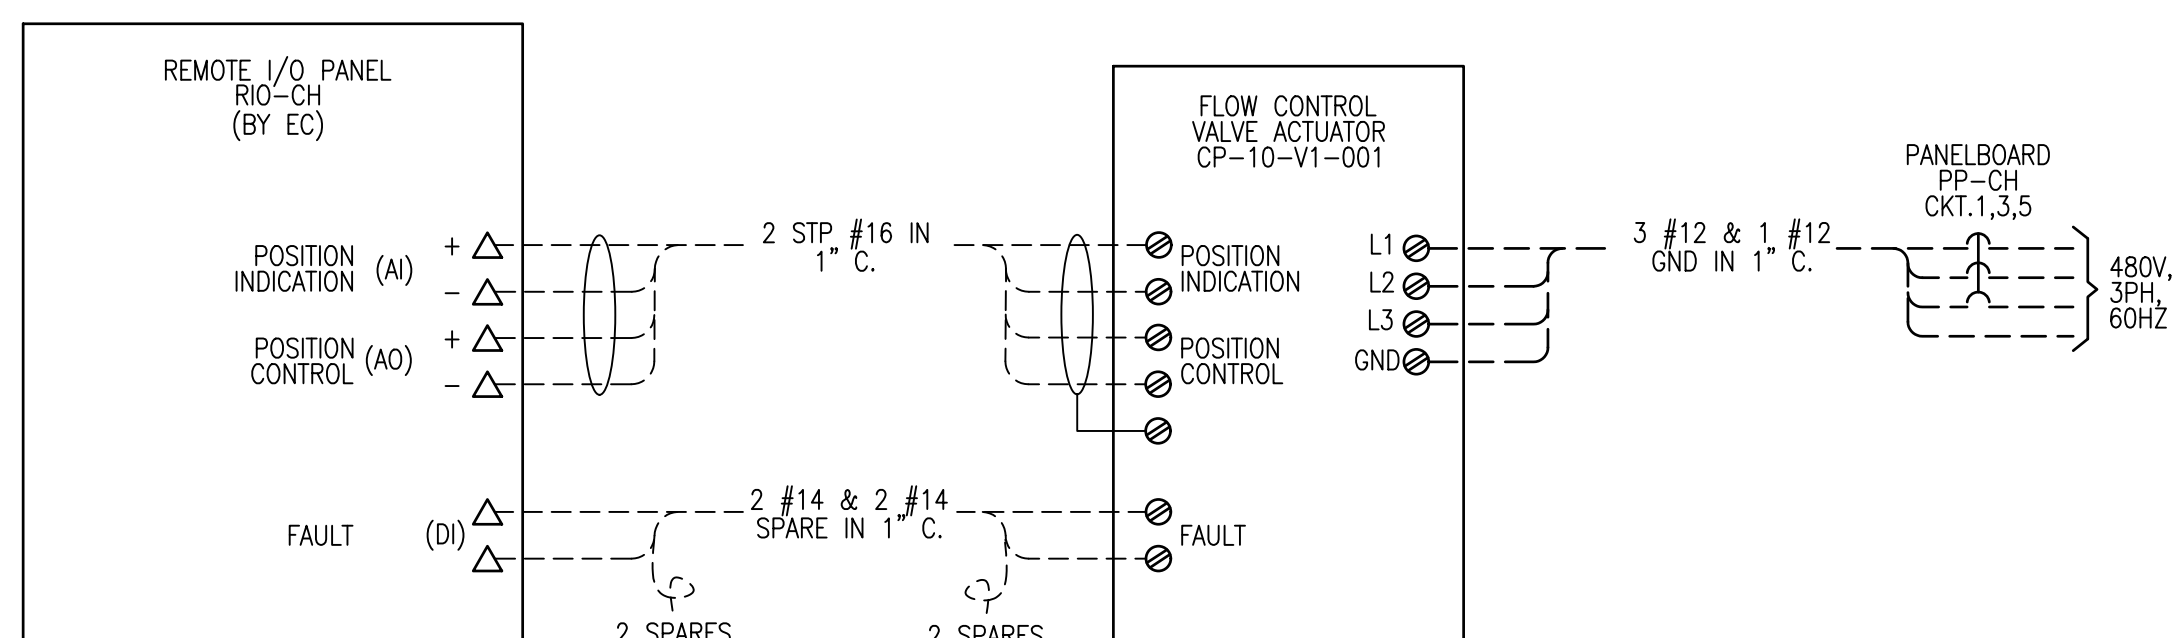 REMOTE I/O PANEL
RIO-CH
(BY EC)
POSITION
INDICATION (AI)
+
-
POSITION
CONTROL (AO)
+
-
FAULT (DI)
2 STP #16 IN
1" C.
2 #14 & 2 #14
SPARE IN 1" C.
2 SPARES
2 SPARES
FLOW CONTROL
VALVE ACTUATOR
CP-10-V1-001
POSITION
INDICATION
POSITION
CONTROL
FAULT
L1
L2
L3
GND
3 #12 & 1 #12
GND IN 1" C.
PANELBOARD
PP-CH
CKT.1,3,5
480V,
3PH,
60HZ